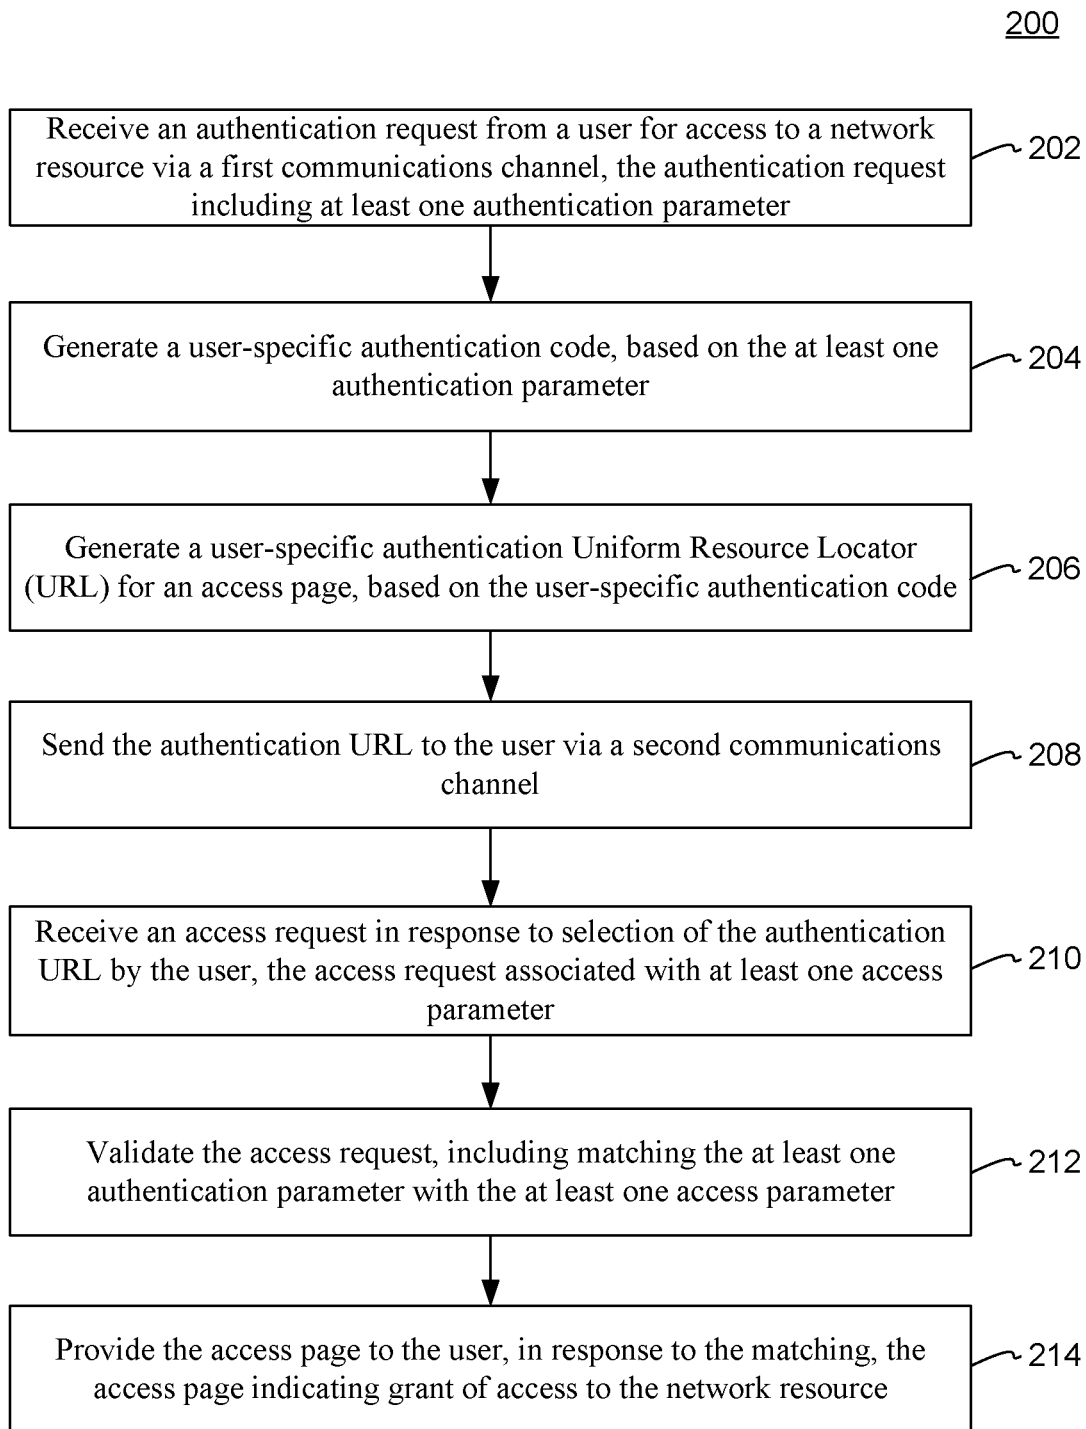 200
Receive an authentication request from a user for access to a network
resource via a first communications channel, the authentication request
including at least one authentication parameter
202
Generate a user-specific authentication code, based on the at least one
authentication parameter
204
Generate a user-specific authentication Uniform Resource Locator
(URL) for an access page, based on the user-specific authentication code
206
Send the authentication URL to the user via a second communications
channel
208
Receive an access request in response to selection of the authentication
URL by the user, the access request associated with at least one access
parameter
210
Validate the access request, including matching the at least one
authentication parameter with the at least one access parameter
212
Provide the access page to the user, in response to the matching, the
access page indicating grant of access to the network resource
214